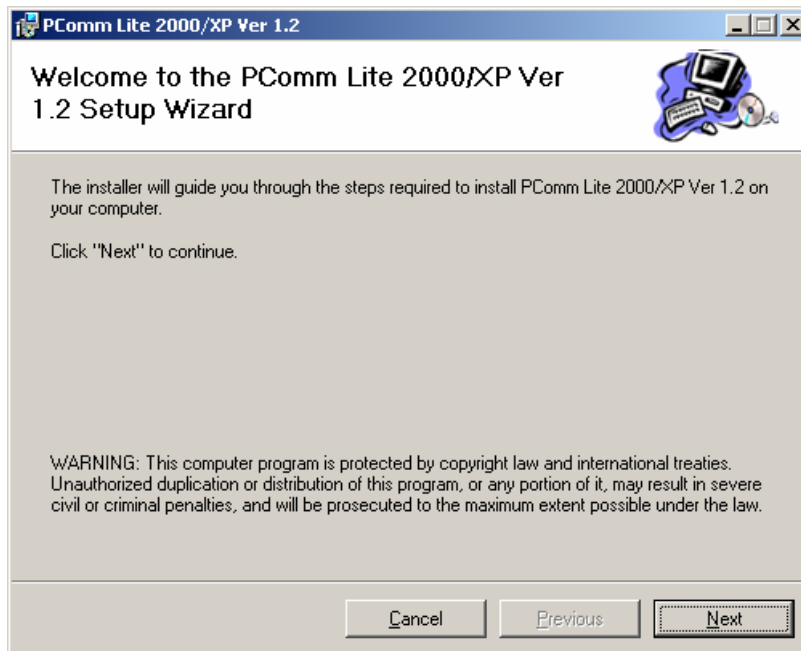 PComm Lite 2000/XP Ver 1.2
Welcome to the PComm Lite 2000/XP Ver
1.2 Setup Wizard
The installer will guide you through the steps required to install PComm Lite 2000/XP Ver 1.2 on
your computer.
Click "Next" to continue.
WARNING: This computer program is protected by copyright law and international treaties.
Unauthorized duplication or distribution of this program, or any portion of it, may result in severe
civil or criminal penalties, and will be prosecuted to the maximum extent possible under the law.
Cancel Previous Next